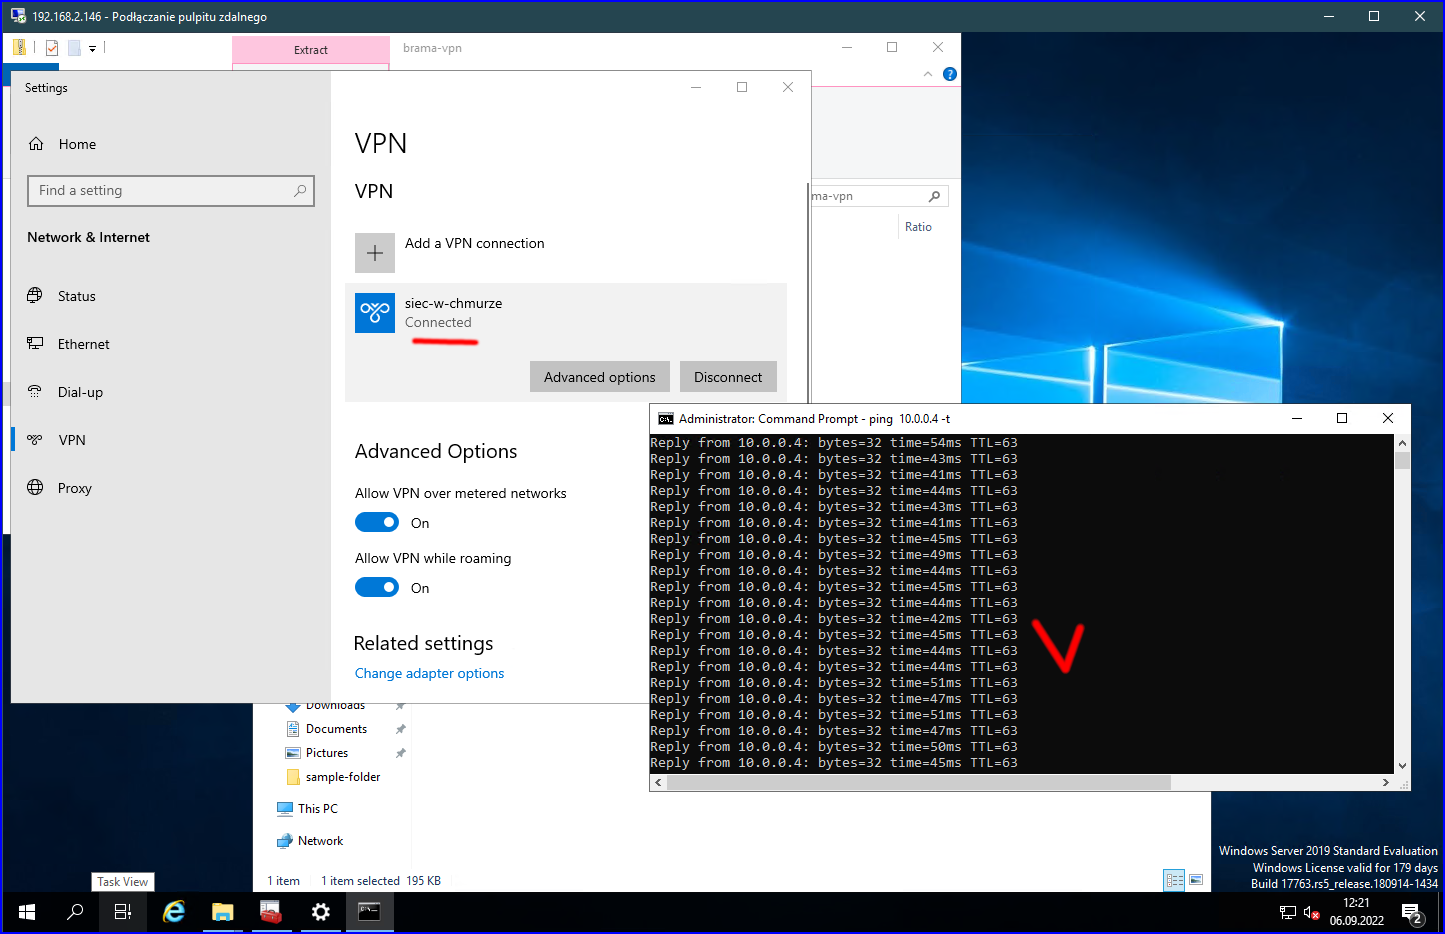 192.168.2.146 - Podłączanie pulpitu zdalnego
Extract
brama-vpn
Settings
Home
Find a setting
Network & Internet
Status
Ethernet
Dial-up
VPN
Proxy
VPN
VPN
Add a VPN connection
siec-w-chmurze
Connected
Advanced options
Disconnect
Advanced Options
Allow VPN over metered networks
On
Allow VPN while roaming
On
Related settings
Change adapter options
ma-vpn
Ratio
Administrator: Command Prompt - ping 10.0.0.4 -t
Reply from 10.0.0.4: bytes=32 time=54ms TTL=63
Reply from 10.0.0.4: bytes=32 time=43ms TTL=63
Reply from 10.0.0.4: bytes=32 time=41ms TTL=63
Reply from 10.0.0.4: bytes=32 time=44ms TTL=63
Reply from 10.0.0.4: bytes=32 time=43ms TTL=63
Reply from 10.0.0.4: bytes=32 time=41ms TTL=63
Reply from 10.0.0.4: bytes=32 time=45ms TTL=63
Reply from 10.0.0.4: bytes=32 time=49ms TTL=63
Reply from 10.0.0.4: bytes=32 time=44ms TTL=63
Reply from 10.0.0.4: bytes=32 time=45ms TTL=63
Reply from 10.0.0.4: bytes=32 time=44ms TTL=63
Reply from 10.0.0.4: bytes=32 time=42ms TTL=63
Reply from 10.0.0.4: bytes=32 time=45ms TTL=63
Reply from 10.0.0.4: bytes=32 time=44ms TTL=63
Reply from 10.0.0.4: bytes=32 time=44ms TTL=63
Reply from 10.0.0.4: bytes=32 time=51ms TTL=63
Reply from 10.0.0.4: bytes=32 time=47ms TTL=63
Reply from 10.0.0.4: bytes=32 time=51ms TTL=63
Reply from 10.0.0.4: bytes=32 time=47ms TTL=63
Reply from 10.0.0.4: bytes=32 time=50ms TTL=63
Reply from 10.0.0.4: bytes=32 time=45ms TTL=63
Downloads
Documents
Pictures
sample-folder
This PC
Network
1 item 1 item selected 195 KB
Task View
Windows Server 2019 Standard Evaluation
Windows License valid for 179 days
Build 17763.rs5_release.180914-1434
12:21
06.09.2022
2